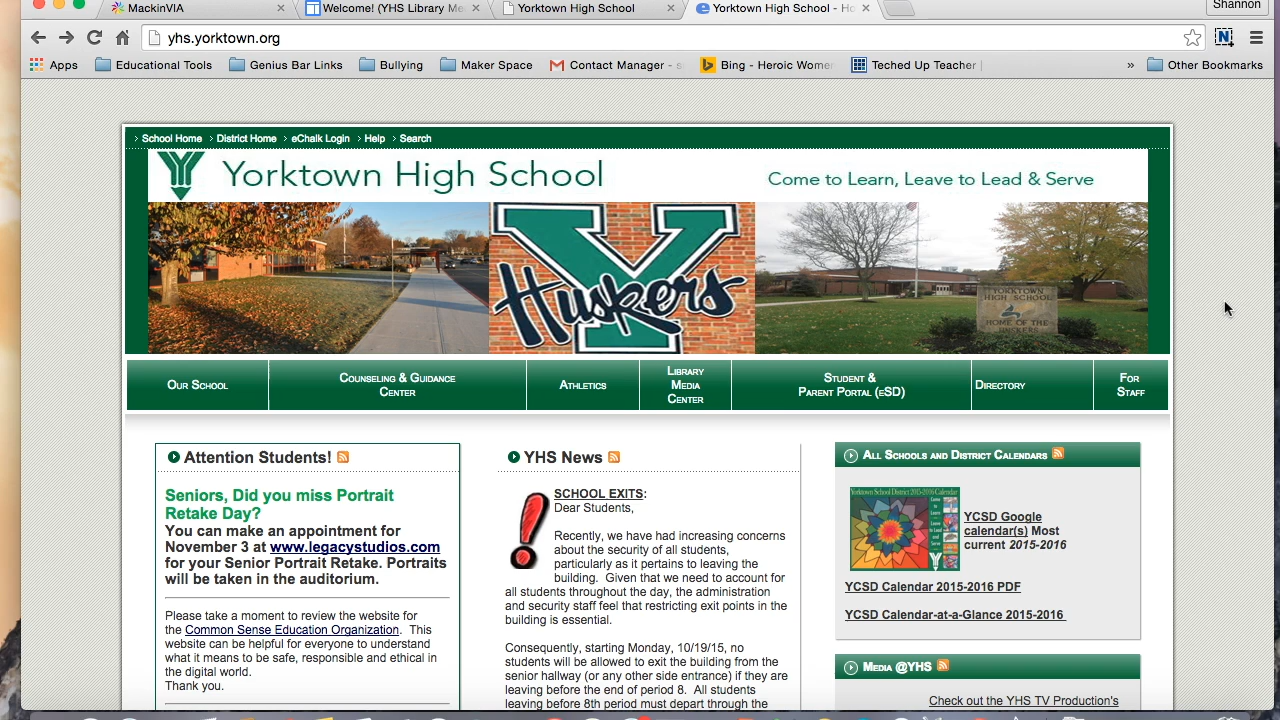 MackinVIA
Welcome! (YHS Library Me
Yorktown High School
Yorktown High School - Ho
Shannon
yhs.yorktown.org
Apps
Educational Tools
Genius Bar Links
Bullying
Maker Space
Contact Manager - s
Bing - Heroic Wome
Teched Up Teacher |
» Other Bookmarks
School Home
District Home
eChalk Login
Help
Search
Yorktown High School
Come to Learn, Leave to Lead & Serve
Y
Huskers
YORKTOWN
HIGH SCHOOL
HOME OF THE
HUSKERS
Our School
Counseling & Guidance
Center
Athletics
Library
Media
Center
Student &
Parent Portal (eSD)
Directory
For
Staff
Attention Students!
Seniors, Did you miss Portrait
Retake Day?
You can make an appointment for
November 3 at www.legacystudios.com
for your Senior Portrait Retake. Portraits
will be taken in the auditorium.
Please take a moment to review the website for
the Common Sense Education Organization. This
website can be helpful for everyone to understand
what it means to be safe, responsible and ethical in
the digital world.
Thank you.
YHS News
SCHOOL EXITS:
Dear Students,
Recently, we have had increasing concerns
about the security of all students,
particularly as it pertains to leaving the
building. Given that we need to account for
all students throughout the day, the administration
and security staff feel that restricting exit points in the
building is essential.
Consequently, starting Monday, 10/19/15, no
students will be allowed to exit the building from the
senior hallway (or any other side entrance) if they are
leaving before the end of period 8. All students
leaving before 8th period must depart through the
All Schools and District Calendars
Yorktown School District 2015-2016 Calendar
YCSD Google
calendar(s) Most
current 2015-2016
YCSD Calendar 2015-2016 PDF
YCSD Calendar-at-a-Glance 2015-2016
Media @YHS
Check out the YHS TV Production's